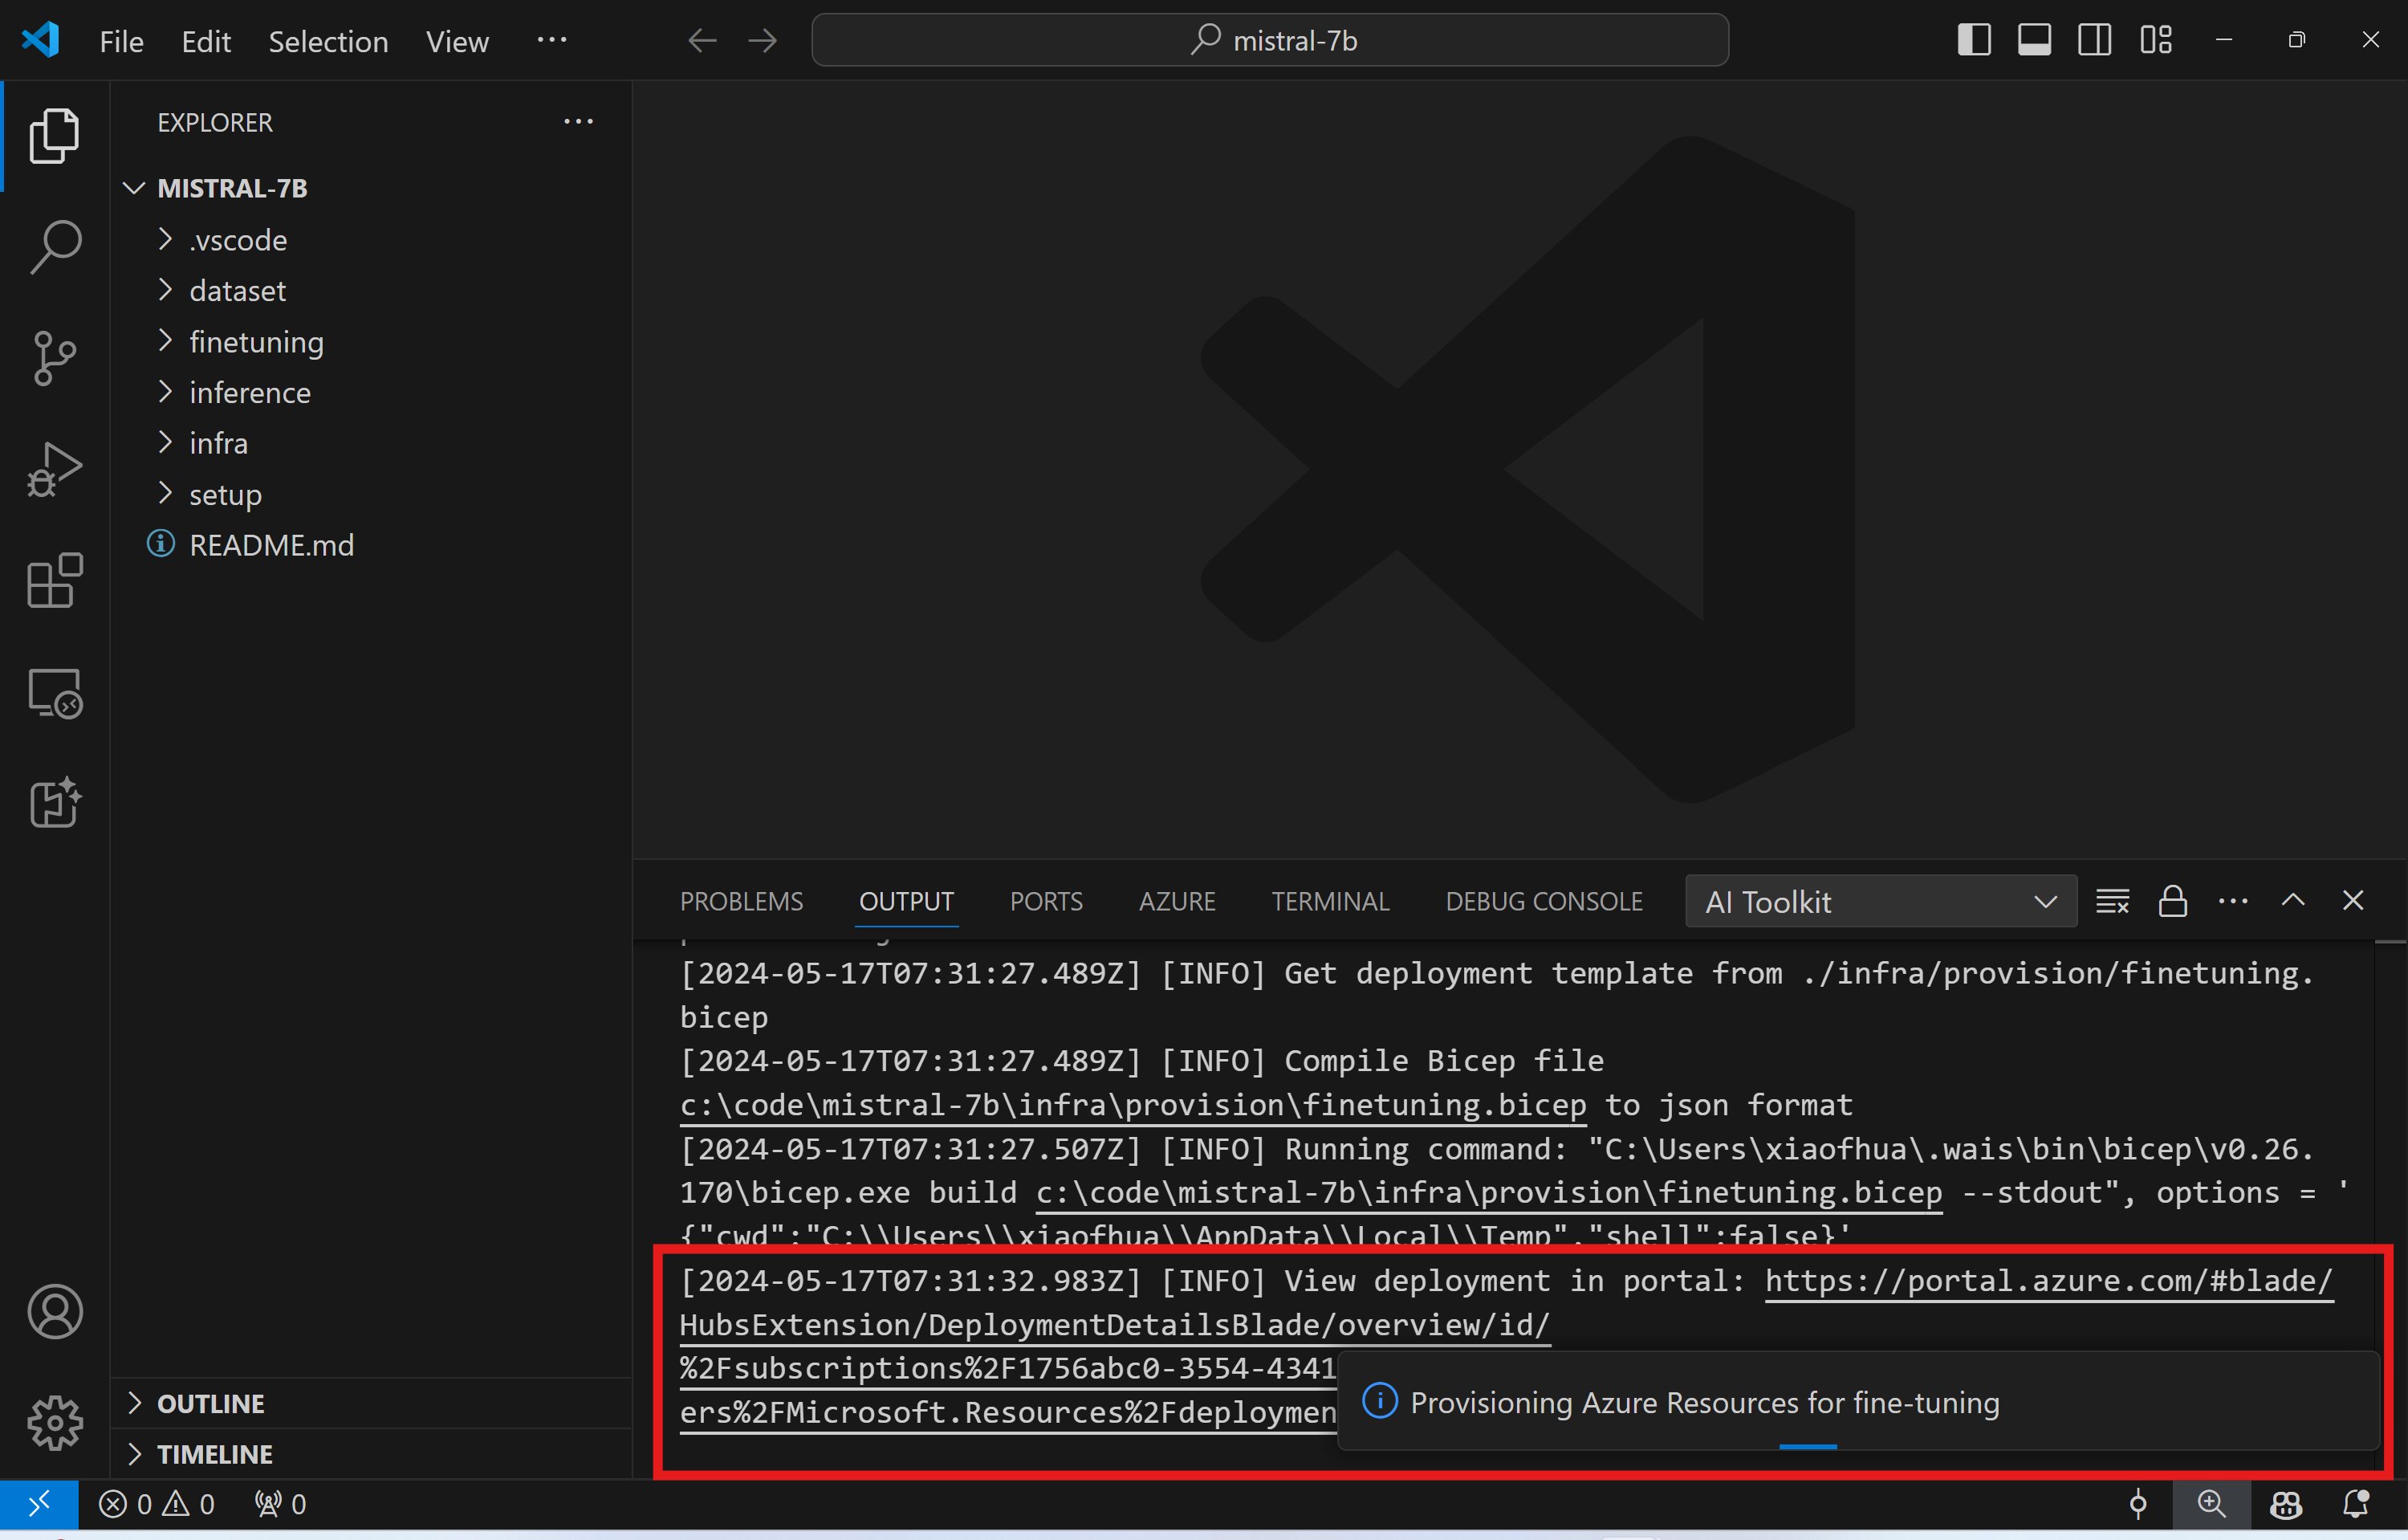 File Edit Selection View ···
mistral-7b
EXPLORER ···
MISTRAL-7B
.vscode
dataset
finetuning
inference
infra
setup
README.md
OUTLINE
TIMELINE
PROBLEMS OUTPUT PORTS AZURE TERMINAL DEBUG CONSOLE AI Toolkit ···
[2024-05-17T07:31:27.489Z] [INFO] Get deployment template from ./infra/provision/finetuning.
bicep
[2024-05-17T07:31:27.489Z] [INFO] Compile Bicep file
c:\code\mistral-7b\infra\provision\finetuning.bicep to json format
[2024-05-17T07:31:27.507Z] [INFO] Running command: "C:\Users\xiaofhua\.wais\bin\bicep\v0.26.
170\bicep.exe build c:\code\mistral-7b\infra\provision\finetuning.bicep --stdout", options = '
{"cwd":"C:\\Users\\xiaofhua\\AppData\\Local\\Temp","shell":false}'
[2024-05-17T07:31:32.983Z] [INFO] View deployment in portal: https://portal.azure.com/#blade/
HubsExtension/DeploymentDetailsBlade/overview/id/
%2Fsubscriptions%2F1756abc0-3554-4341
ers%2FMicrosoft.Resources%2Fdeploymen
Provisioning Azure Resources for fine-tuning
0 0 0